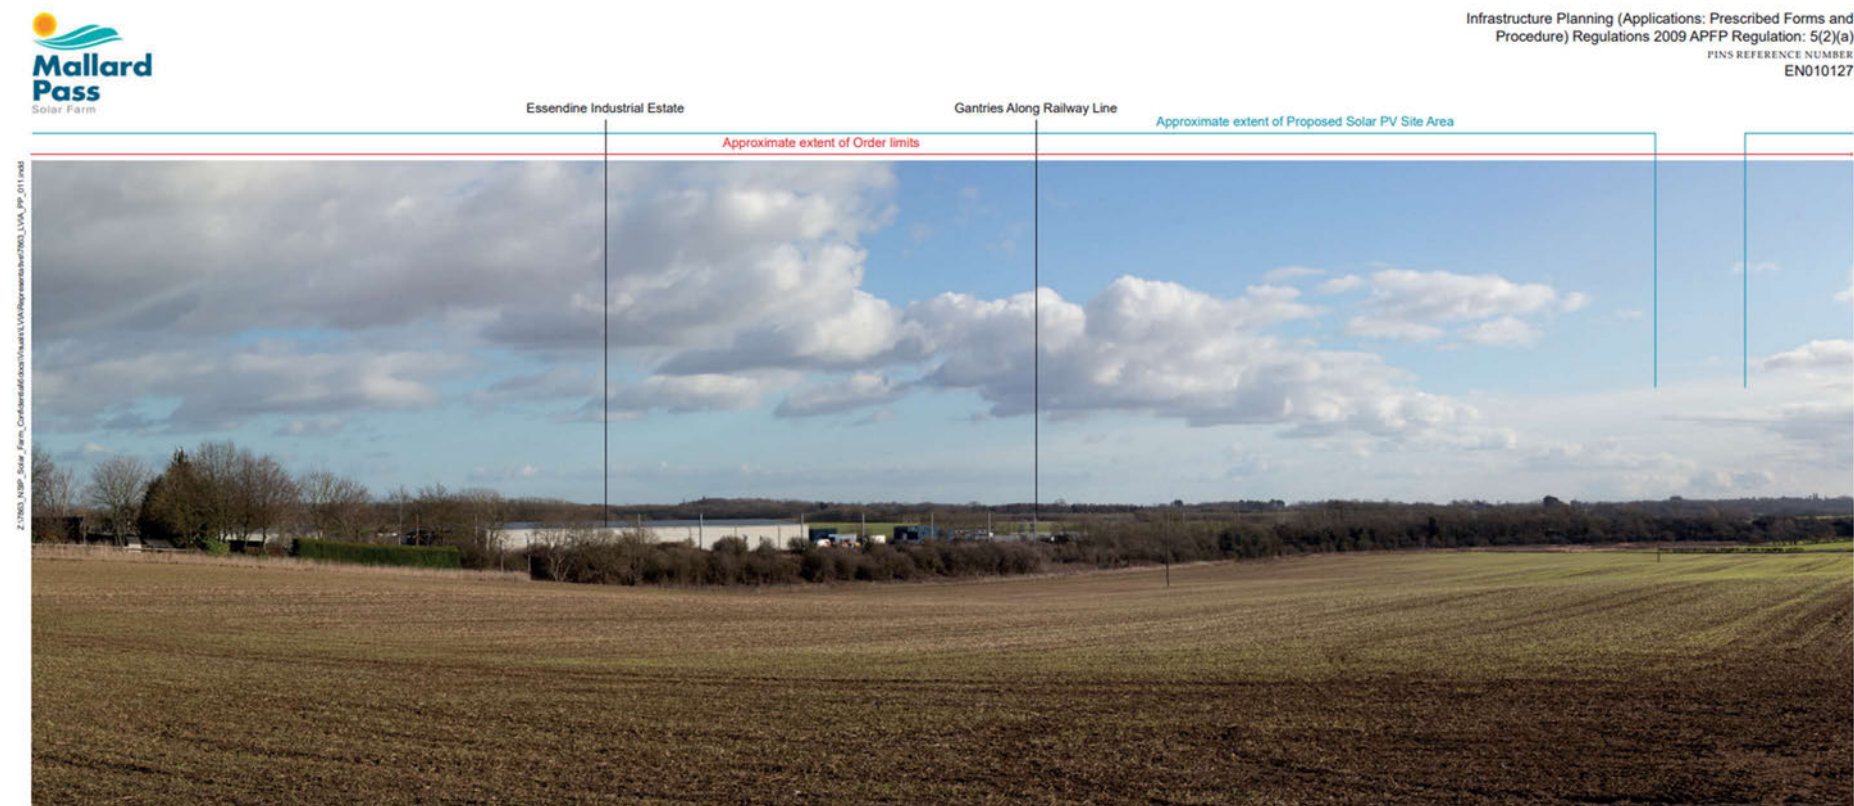 Mallard
Pass
Solar Farm
Infrastructure Planning (Applications: Prescribed Forms and
Procedure) Regulations 2009 APFP Regulation: 5(2)(a)
PINS REFERENCE NUMBER
EN010127
Essendine Industrial Estate
Gantries Along Railway Line
Approximate extent of Proposed Solar PV Site Area
Approximate extent of Order limits